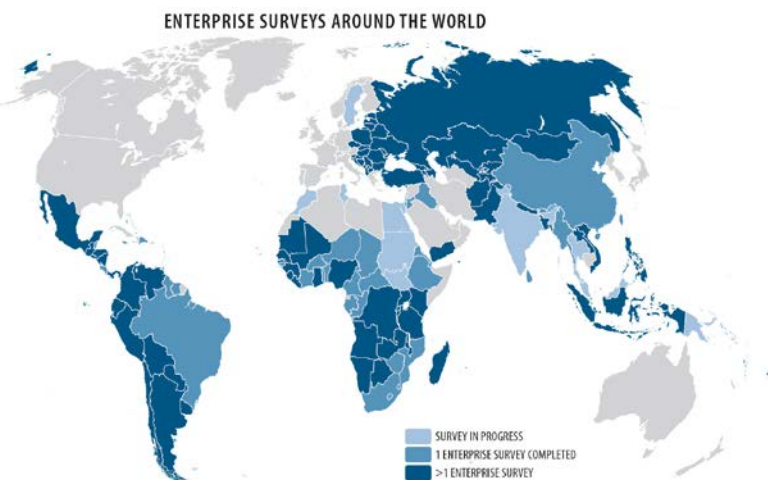 ENTERPRISE SURVEYS AROUND THE WORLD
SURVEY IN PROGRESS
1 ENTERPRISE SURVEY COMPLETED
>1 ENTERPRISE SURVEY